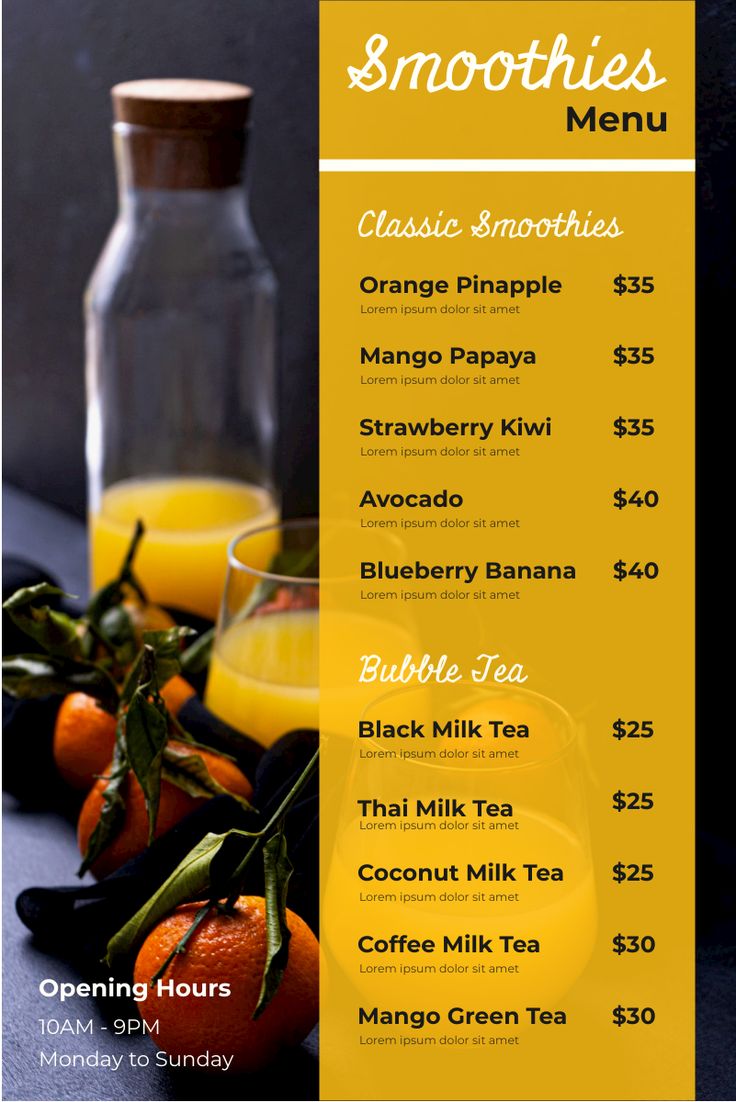 Smoothies
Menu
Classic Smoothies
Orange Pinapple $35
Lorem ipsum dolor sit amet
Mango Papaya $35
Lorem ipsum dolor sit amet
Strawberry Kiwi $35
Lorem ipsum dolor sit amet
Avocado $40
Lorem ipsum dolor sit amet
Blueberry Banana $40
Lorem ipsum dolor sit amet
Bubble Tea
Black Milk Tea $25
Lorem ipsum dolor sit amet
Thai Milk Tea $25
Lorem ipsum dolor sit amet
Coconut Milk Tea $25
Lorem ipsum dolor sit amet
Coffee Milk Tea $30
Lorem ipsum dolor sit amet
Mango Green Tea $30
Lorem ipsum dolor sit amet
Opening Hours
10AM - 9PM
Monday to Sunday